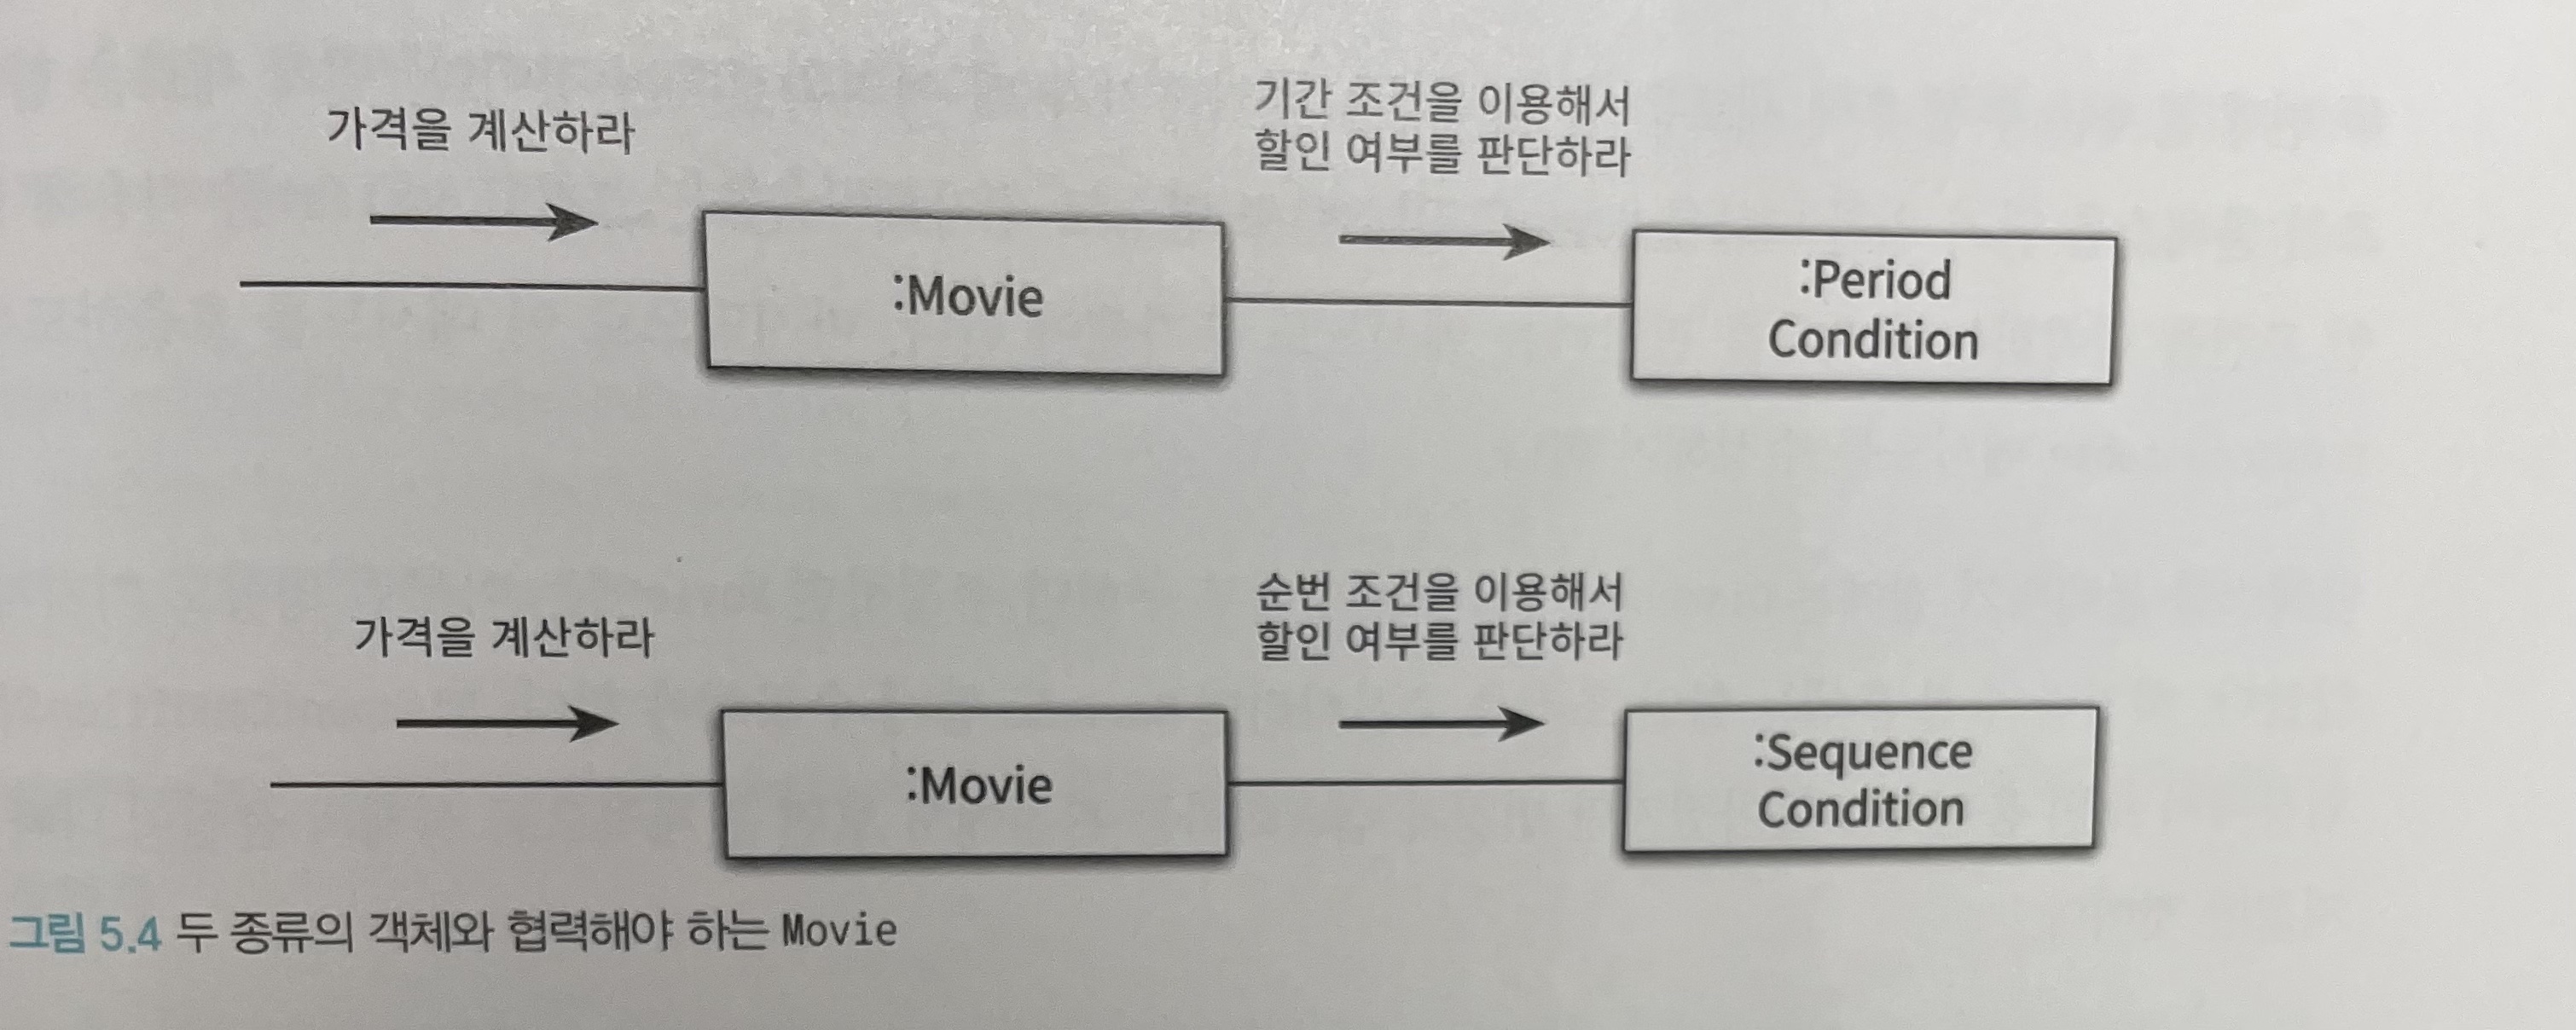 가격을 계산하라
기간 조건을 이용해서
할인 여부를 판단하라
:Movie
:Period
Condition
가격을 계산하라
순번 조건을 이용해서
할인 여부를 판단하라
:Movie
:Sequence
Condition
그림 5.4 두 종류의 객체와 협력해야 하는 Movie